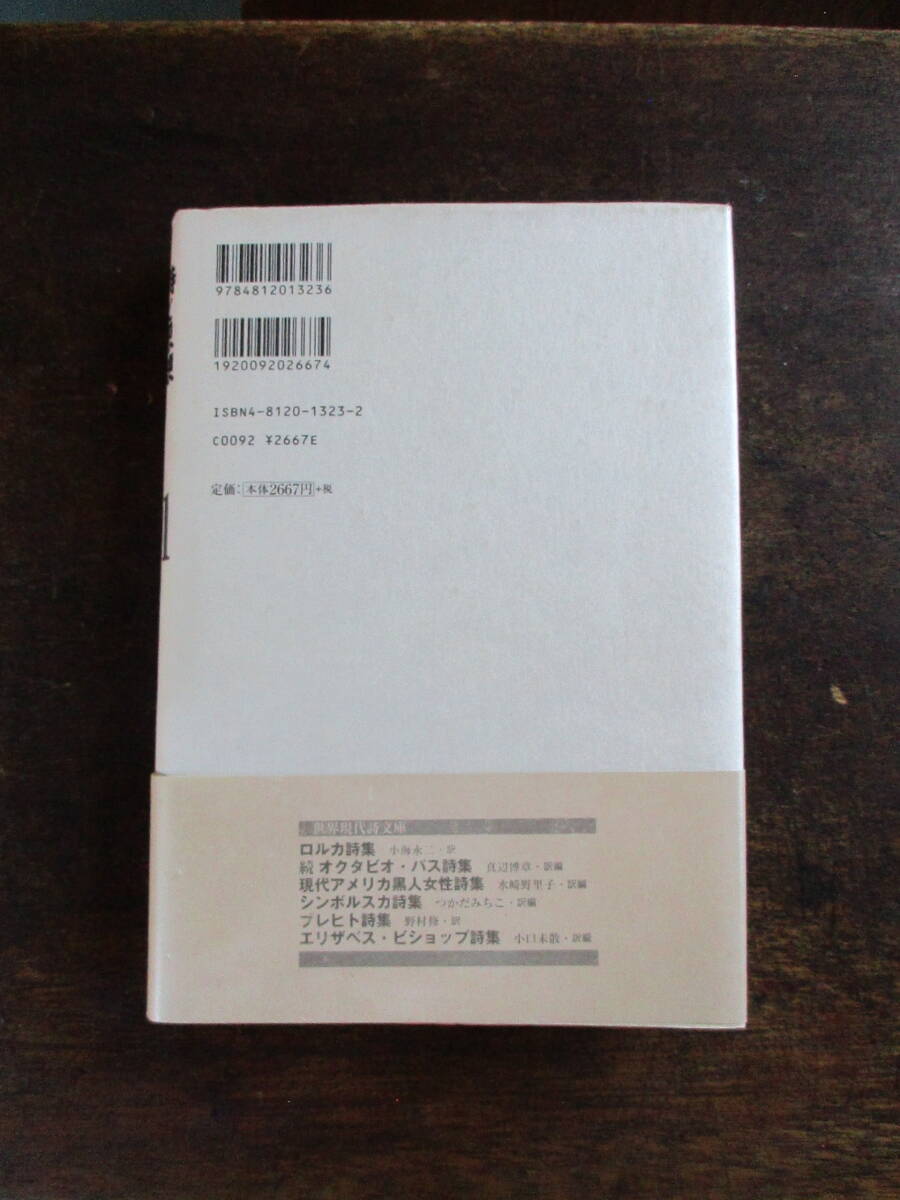 9784812013236
1920092026674
ISBN4-8120-1323-2
C0092 ¥2667E
定価:本体2667円+税
世界現代詩文庫
ロルカ詩集 小海永二・訳
続 オクタビオ・パス詩集 真辺博章・訳編
現代アメリカ黒人女性詩集 水崎野里子・訳編
シンボルスカ詩集 つかだみちこ・訳編
ブレヒト詩集 野村修・訳
エリザベス・ビショップ詩集 小口未散・訳編